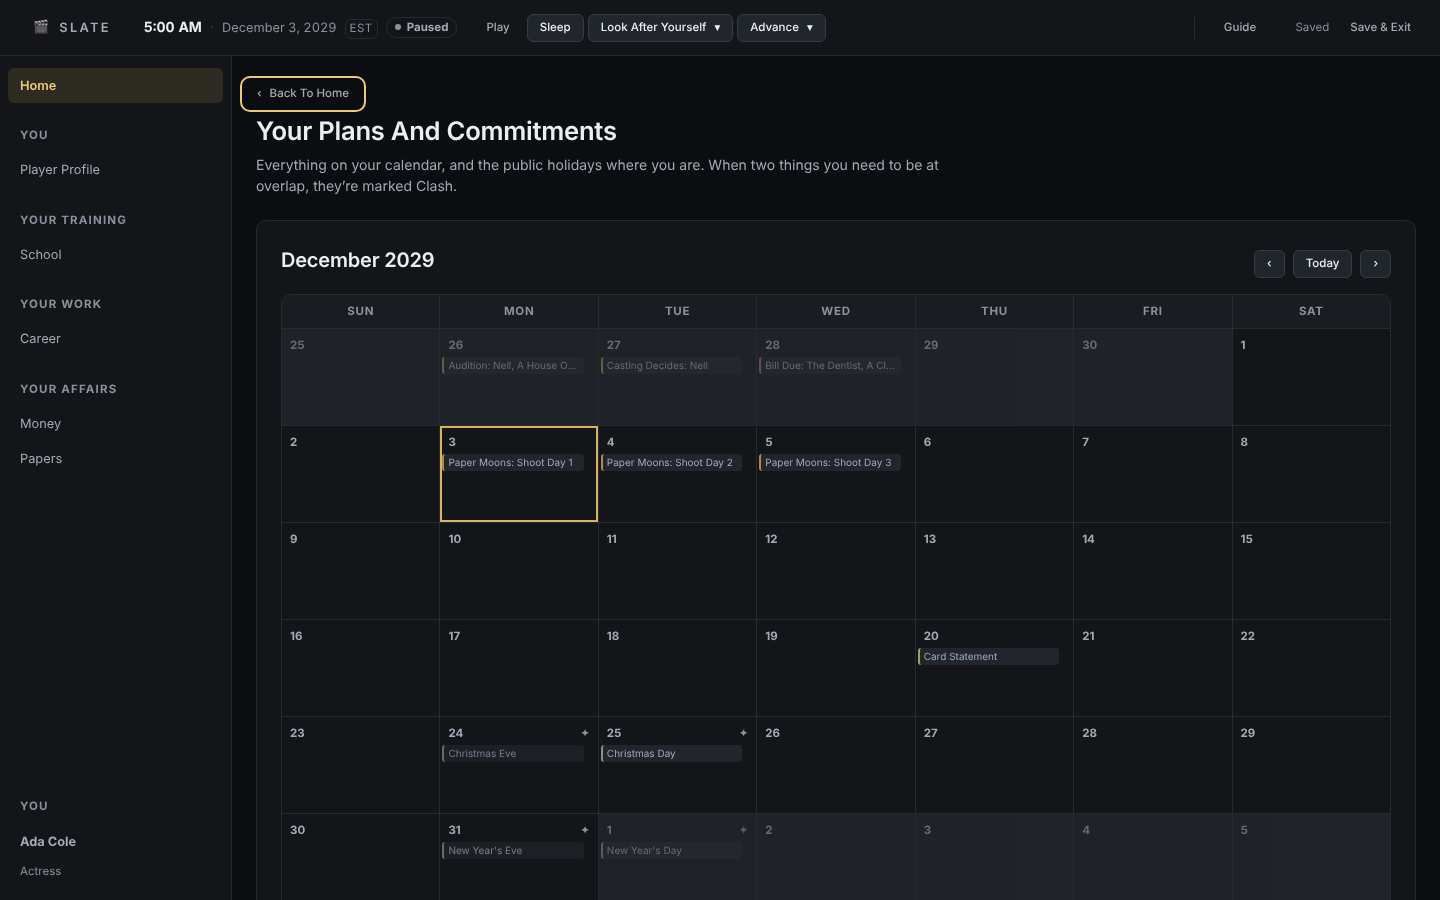 SLATE
5:00 AM · December 3, 2029 EST Paused
Play
Sleep
Look After Yourself ▾
Advance ▾
Guide
Saved
Save & Exit
Home
YOU
Player Profile
YOUR TRAINING
School
YOUR WORK
Career
YOUR AFFAIRS
Money
Papers
YOU
Ada Cole
Actress
‹ Back To Home
Your Plans And Commitments
Everything on your calendar, and the public holidays where you are. When two things you need to be at
overlap, they're marked Clash.
December 2029
‹ Today ›
SUN MON TUE WED THU FRI SAT
25 26 27 28 29 30 1
Audition: Nell, A House O... Casting Decides: Nell Bill Due: The Dentist, A Cl...
2 3 4 5 6 7 8
Paper Moons: Shoot Day 1 Paper Moons: Shoot Day 2 Paper Moons: Shoot Day 3
9 10 11 12 13 14 15
16 17 18 19 20 21 22
Card Statement
23 24 25 26 27 28 29
Christmas Eve Christmas Day
30 31 1 2 3 4 5
New Year's Eve New Year's Day